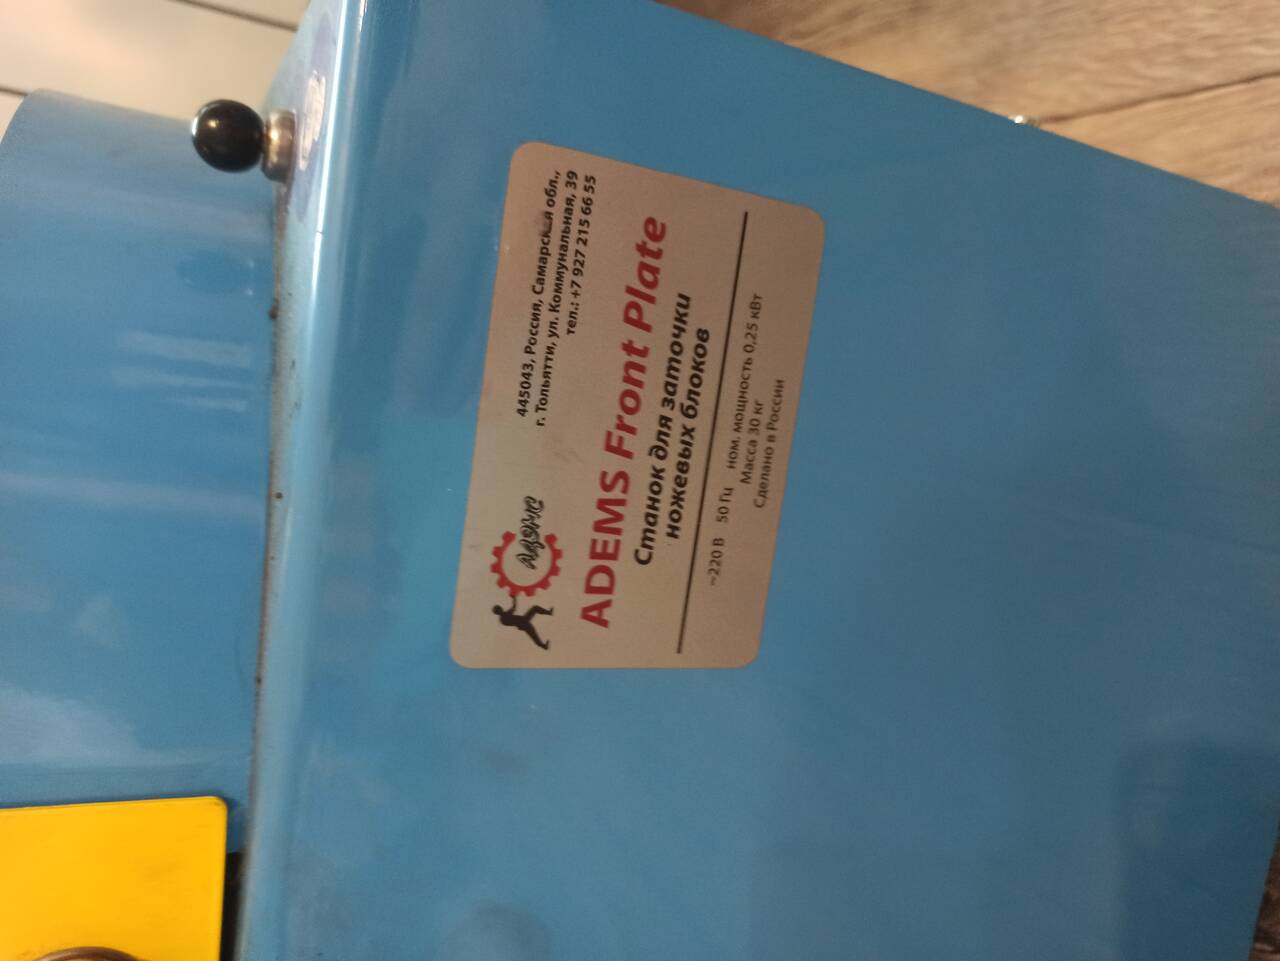 АДЭМС
445043, Россия, Самарская обл.,
г. Тольятти, ул. Коммунальная, 39
тел.: +7 927 215 66 55
ADEMS Front Plate
Станок для заточки
ножевых блоков
~220 В 50 Гц ном. мощность 0,25 кВт
Масса 30 кг
Сделано в России